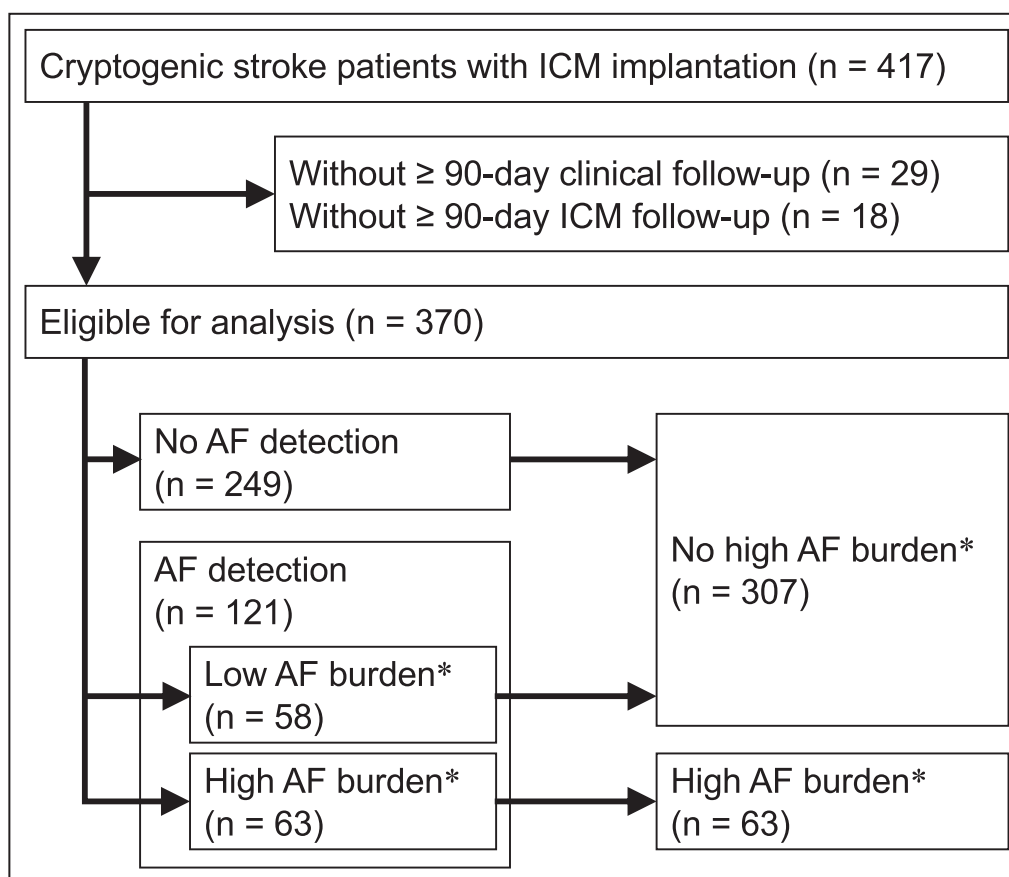 Cryptogenic stroke patients with ICM implantation (n = 417)
Without ≥ 90-day clinical follow-up (n = 29)
Without ≥ 90-day ICM follow-up (n = 18)
Eligible for analysis (n = 370)
No AF detection
(n = 249)
No high AF burden*
(n = 307)
AF detection
(n = 121)
Low AF burden*
(n = 58)
High AF burden*
(n = 63)
High AF burden*
(n = 63)